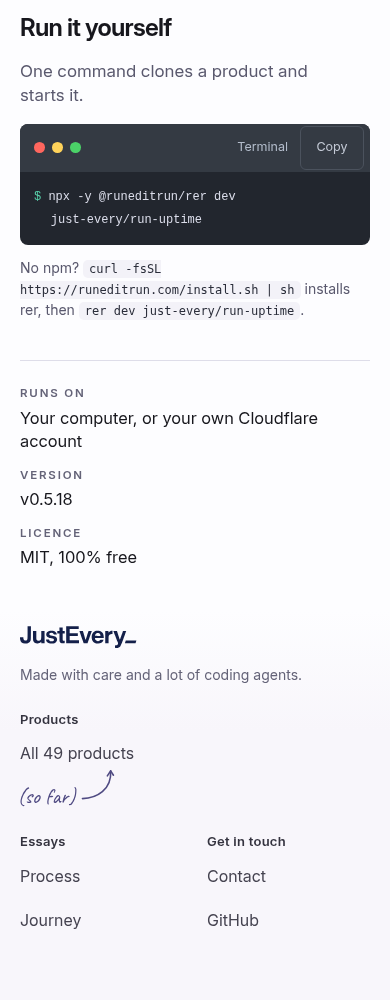 Run it yourself
One command clones a product and
starts it.
Terminal Copy
$ npx -y @runeditrun/rer dev
just-every/run-uptime
No npm? curl -fsSL
https://runeditrun.com/install.sh | sh installs
rer, then rer dev just-every/run-uptime.
RUNS ON
Your computer, or your own Cloudflare
account
VERSION
v0.5.18
LICENCE
MIT, 100% free
JustEvery_
Made with care and a lot of coding agents.
Products
All 49 products
(so far)
Essays Get in touch
Process Contact
Journey GitHub